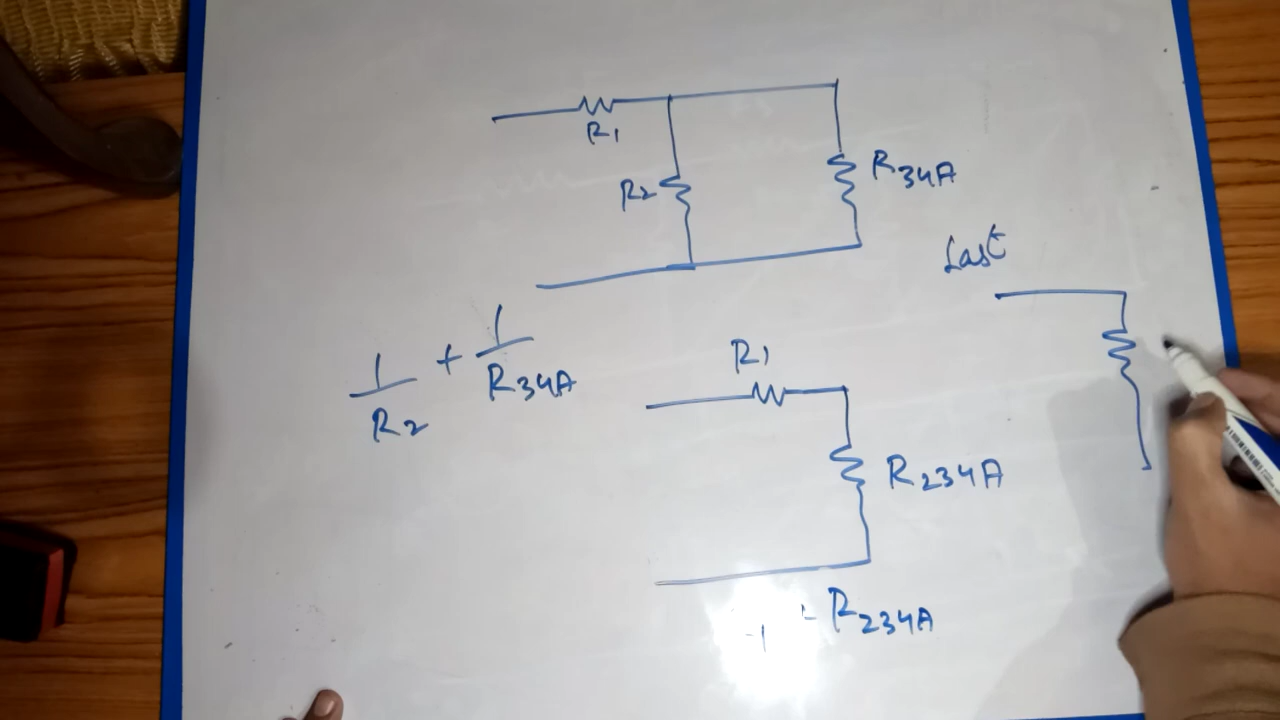 R1
R2
R34A
Last
1/R2 + 1/R34A
R1
R234A
R234A